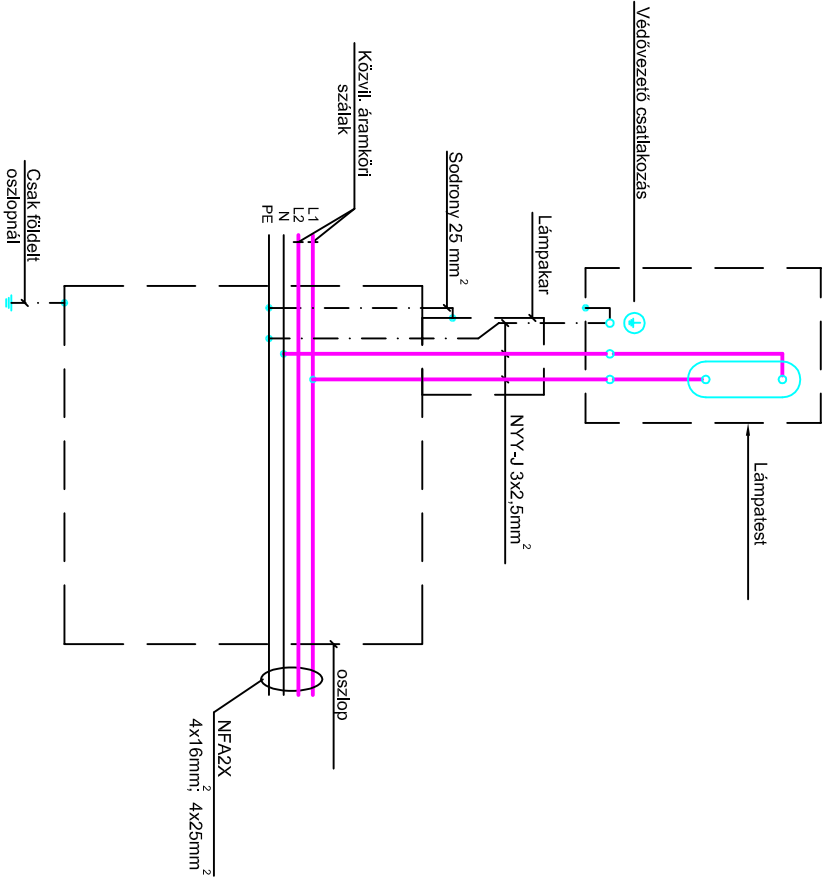 Védővezető csatlakozás
Lámpatest
Lámpakar
NYY-J 3x2,5mm²
Sodrony 25 mm²
Közvil. áramköri
szálak
L1
L2
N
PE
oszlop
NFA2X
4x16mm²; 4x25mm²
Csak földelt
oszlopnál